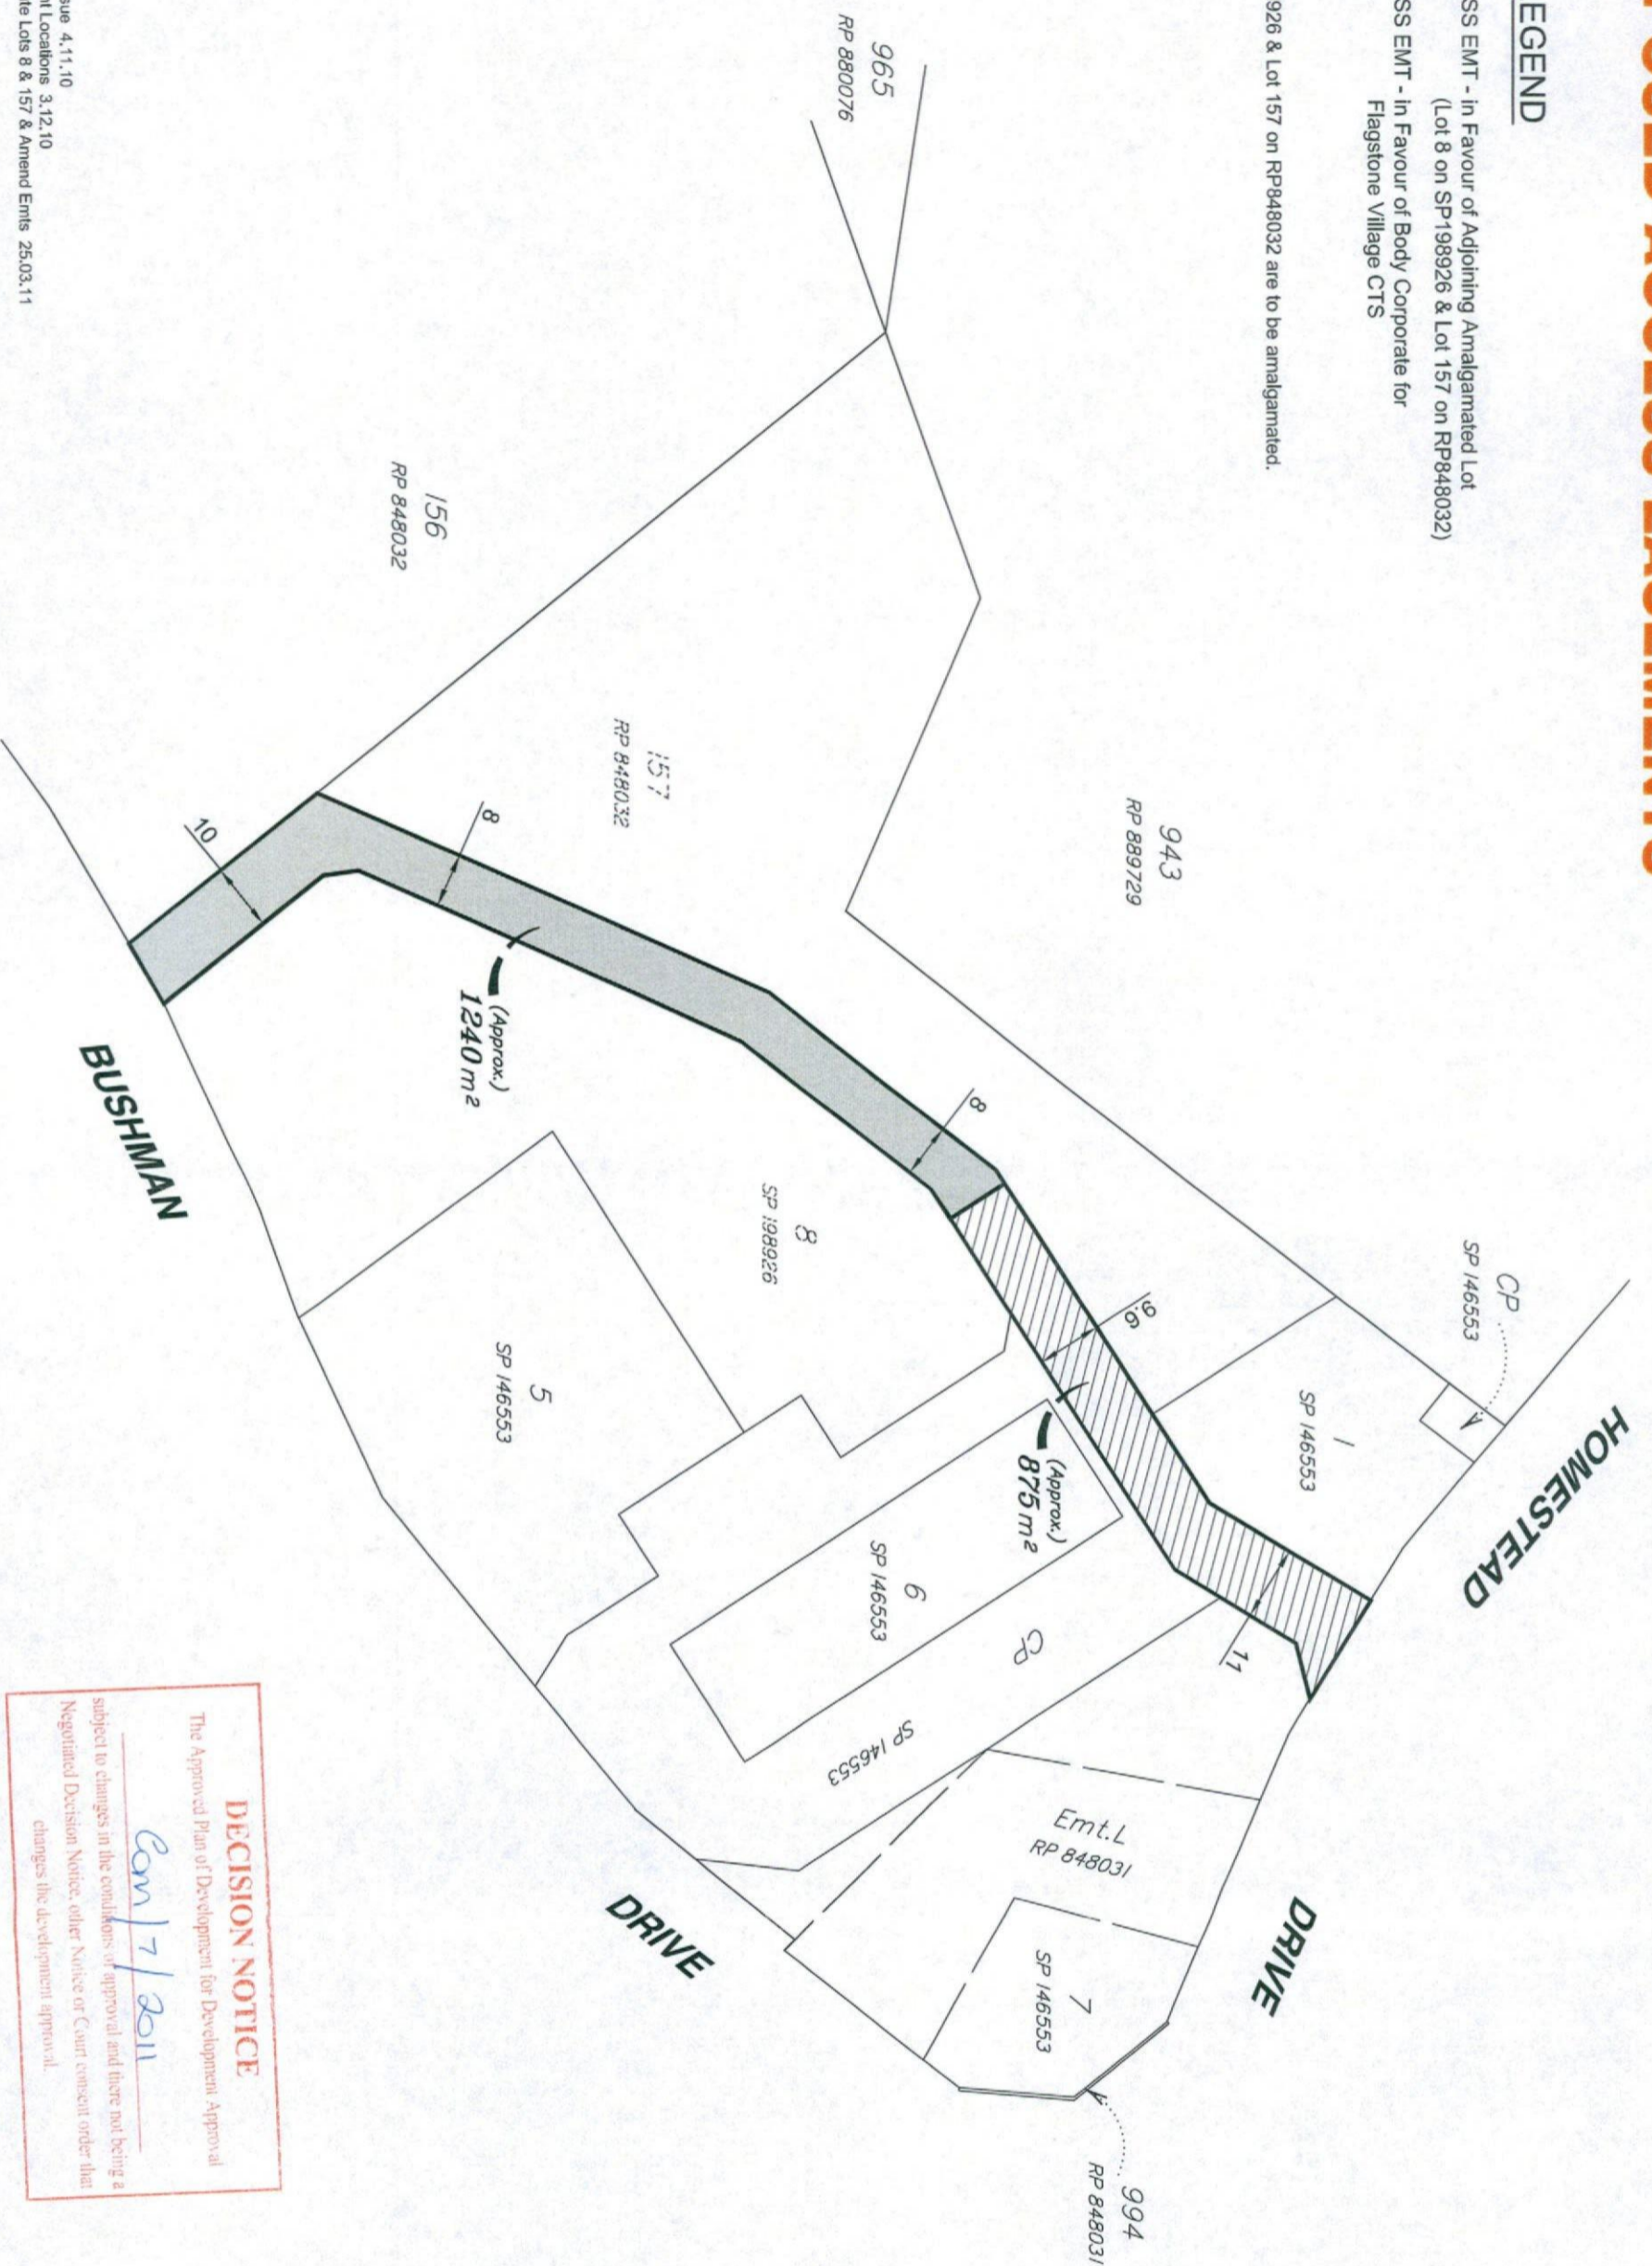 ACCESS EASEMENTS
EGEND
SS EMT - in Favour of Adjoining Amalgamated Lot
(Lot 8 on SP198926 & Lot 157 on RP848032)
SS EMT - in Favour of Body Corporate for
Flagstone Village CTS
926 & Lot 157 on RP848032 are to be amalgamated.
HOMESTEAD
DRIVE
CP
SP 146553
1
SP 146553
943
RP 889729
965
RP 880076
9.6
11
(Approx.)
875 m²
994
RP 848031
7
SP 146553
Emt.L
RP 848031
CP
SP 146553
6
SP 146553
8
8
SP 198926
157
RP 848032
5
SP 146553
(Approx.)
1240 m²
8
156
RP 848032
10
DRIVE
BUSHMAN
DECISION NOTICE
The Approved Plan of Development for Development Approval
Com/7/2011
subject to changes in the conditions of approval and there not being a
Negotiated Decision Notice, other Notice or Court consent order that
changes the development approval.
sue 4.11.10
nt Locations 3.12.10
te Lots 8 & 157 & Amend Emts 25.03.11